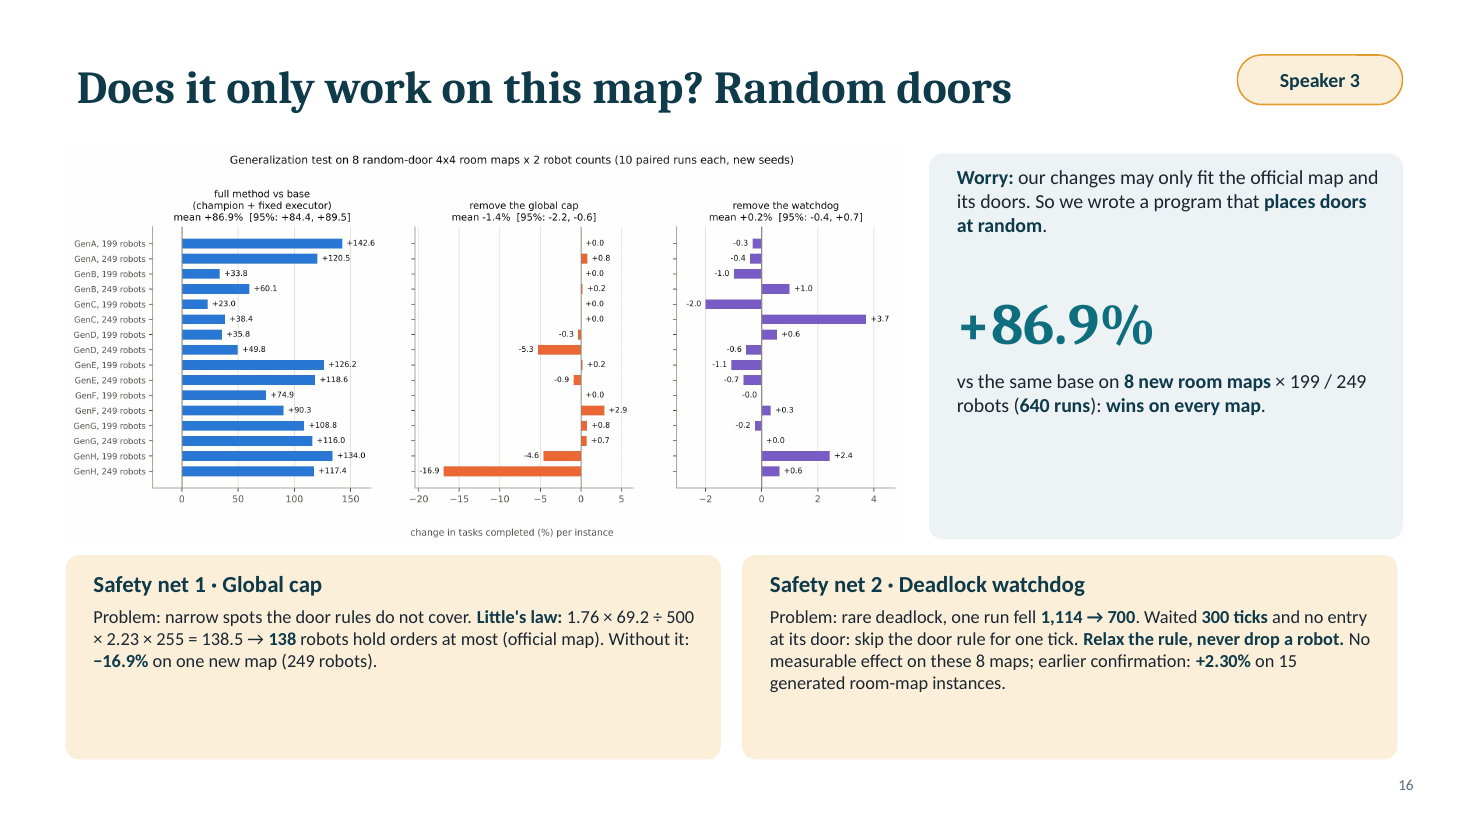 Does it only work on this map? Random doors
Speaker 3
Generalization test on 8 random-door 4x4 room maps x 2 robot counts (10 paired runs each, new seeds)
full method vs base
(champion + fixed executor)
mean +86.9% [95%: +84.4, +89.5]
GenA, 199 robots +142.6
GenA, 249 robots +120.5
GenB, 199 robots +33.8
GenB, 249 robots +60.1
GenC, 199 robots +23.0
GenC, 249 robots +38.4
GenD, 199 robots +35.8
GenD, 249 robots +49.8
GenE, 199 robots +126.2
GenE, 249 robots +118.6
GenF, 199 robots +74.9
GenF, 249 robots +90.3
GenG, 199 robots +108.8
GenG, 249 robots +116.0
GenH, 199 robots +134.0
GenH, 249 robots +117.4
0 50 100 150
remove the global cap
mean -1.4% [95%: -2.2, -0.6]
+0.0
+0.8
+0.0
+0.2
+0.0
+0.0
-0.3
-5.3
+0.2
-0.9
+0.0
+2.9
+0.8
+0.7
-4.6
-16.9
−20 −15 −10 −5 0 5
remove the watchdog
mean +0.2% [95%: -0.4, +0.7]
-0.3
-0.4
-1.0
+1.0
-2.0
+3.7
+0.6
-0.6
-1.1
-0.7
-0.0
+0.3
-0.2
+0.0
+2.4
+0.6
−2 0 2 4
change in tasks completed (%) per instance
Worry: our changes may only fit the official map and
its doors. So we wrote a program that places doors
at random.
+86.9%
vs the same base on 8 new room maps × 199 / 249
robots (640 runs): wins on every map.
Safety net 1 · Global cap
Problem: narrow spots the door rules do not cover. Little's law: 1.76 × 69.2 ÷ 500
× 2.23 × 255 = 138.5 → 138 robots hold orders at most (official map). Without it:
−16.9% on one new map (249 robots).
Safety net 2 · Deadlock watchdog
Problem: rare deadlock, one run fell 1,114 → 700. Waited 300 ticks and no entry
at its door: skip the door rule for one tick. Relax the rule, never drop a robot. No
measurable effect on these 8 maps; earlier confirmation: +2.30% on 15
generated room-map instances.
16